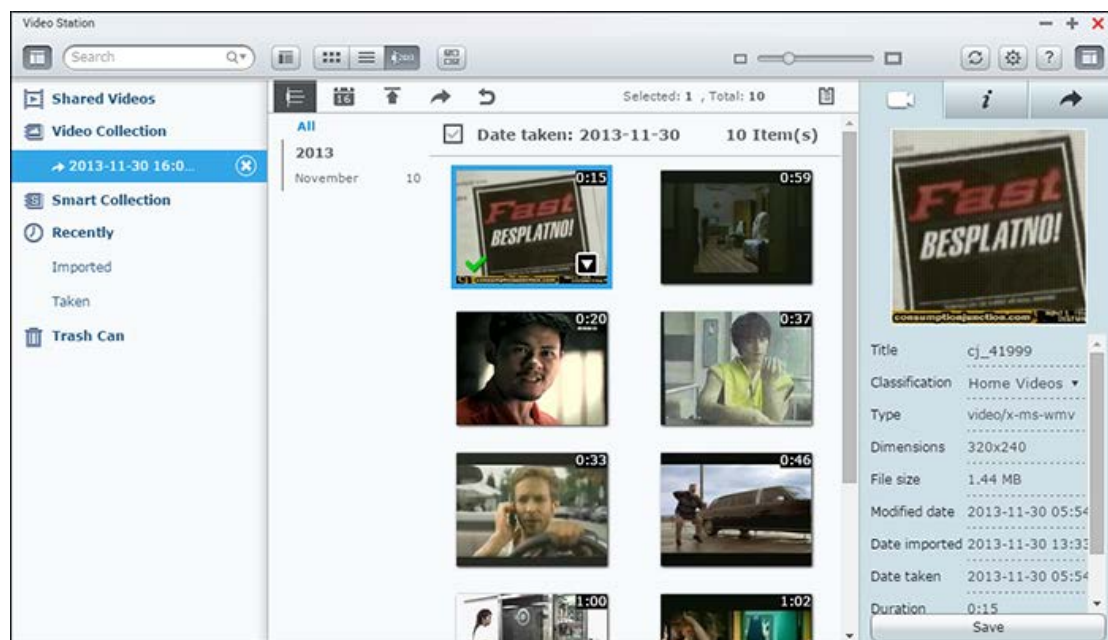 Video Station
Search
Shared Videos
Video Collection
2013-11-30 16:0...
Smart Collection
Recently
Imported
Taken
Trash Can
16
Selected: 1 , Total: 10
All
2013
November 10
Date taken: 2013-11-30 10 Item(s)
0:15
Fast
BESPLATNO!
0:59
0:20
0:37
0:33
0:46
1:00
1:02
Fast
BESPLATNO!
consumptionjunction.com
Title cj_41999
Classification Home Videos
Type video/x-ms-wmv
Dimensions 320x240
File size 1.44 MB
Modified date 2013-11-30 05:54
Date imported 2013-11-30 13:33
Date taken 2013-11-30 05:54
Duration 0:15
Save